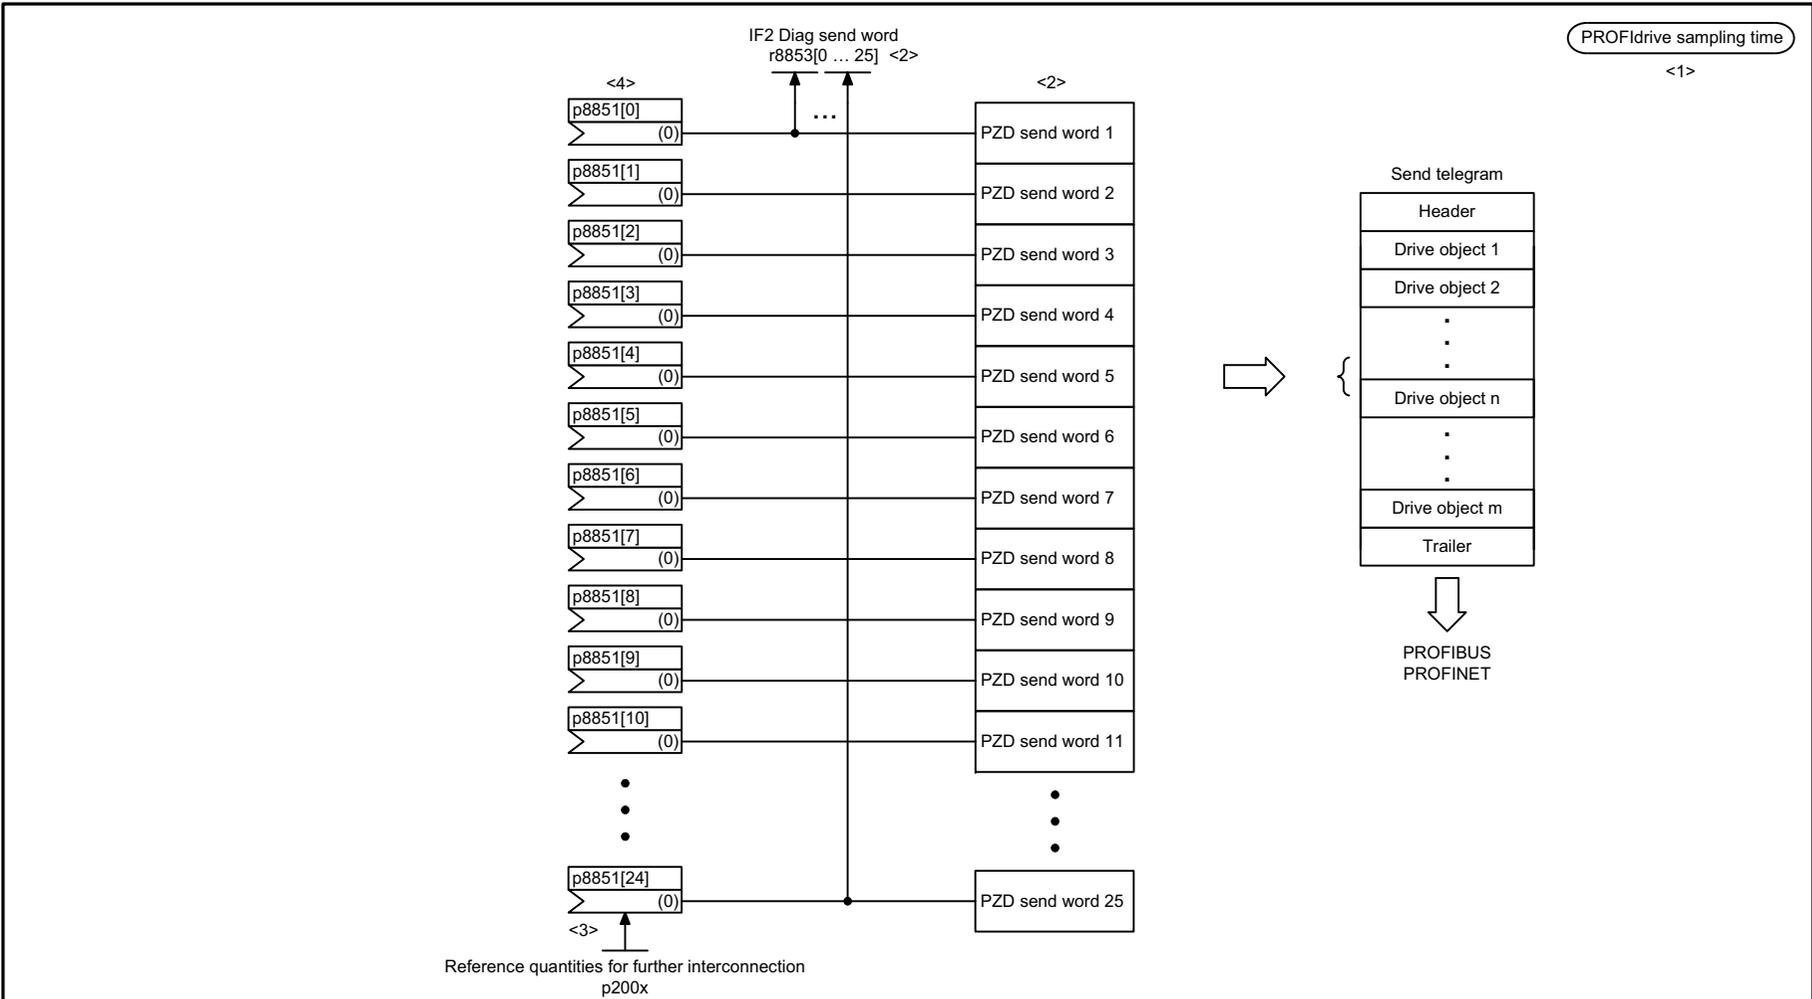 IF2 Diag send word
r8853[0 … 25] <2>
PROFIdrive sampling time
<1>
<4>
<2>
...
p8851[0]
(0)
PZD send word 1
p8851[1]
(0)
PZD send word 2
p8851[2]
(0)
PZD send word 3
p8851[3]
(0)
PZD send word 4
p8851[4]
(0)
PZD send word 5
p8851[5]
(0)
PZD send word 6
p8851[6]
(0)
PZD send word 7
p8851[7]
(0)
PZD send word 8
p8851[8]
(0)
PZD send word 9
p8851[9]
(0)
PZD send word 10
p8851[10]
(0)
PZD send word 11
p8851[24]
(0)
PZD send word 25
<3>
Reference quantities for further interconnection
p200x
Send telegram
Header
Drive object 1
Drive object 2
{
Drive object n
Drive object m
Trailer
PROFIBUS
PROFINET